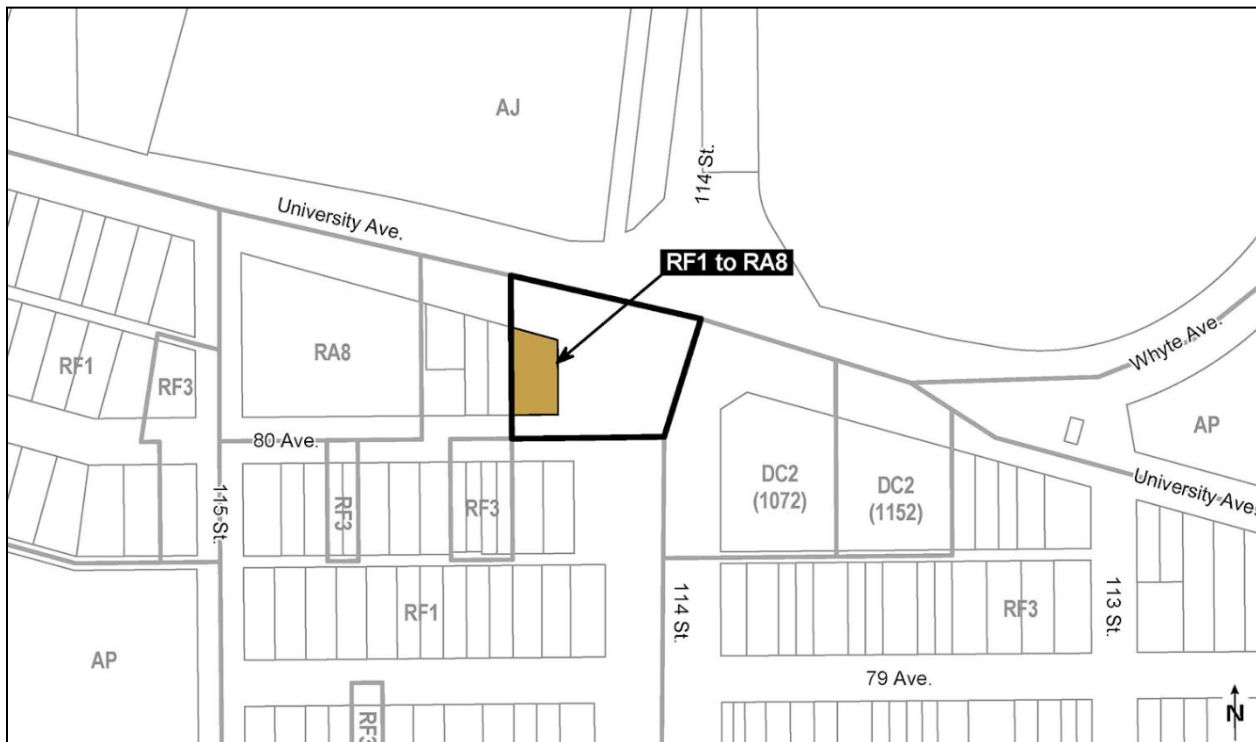 AJ
114 St.
University Ave.
RF1 to RA8
Whyte Ave.
RA8
RF1
RF3
AP
80 Ave.
University Ave.
115 St.
RF3
RF3
DC2
(1072)
DC2
(1152)
RF1
114 St.
RF3
113 St.
AP
79 Ave.
RF3
N